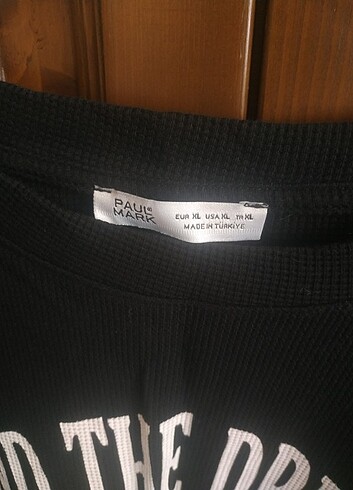 PAUL
MARK
EUR XL USA XL TR XL
MADE IN TÜRKİYE
THE